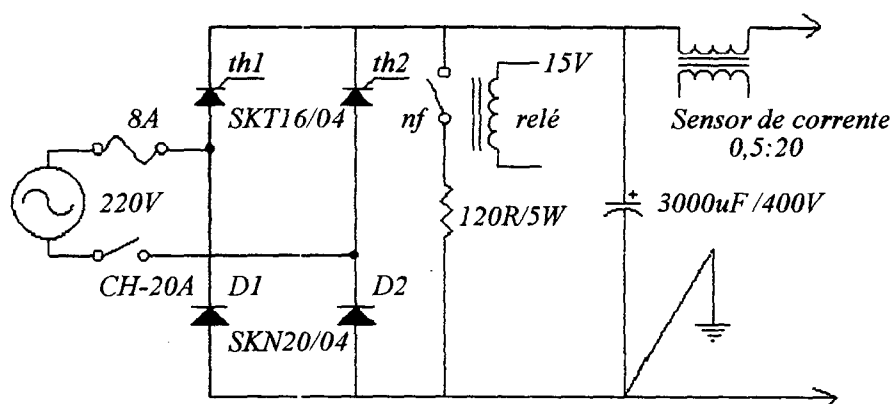 th1
th2
15V
8A
SKT16/04
nf
relé
Sensor de corrente
0,5:20
220V
120R/5W
+
3000uF/400V
CH-20A
D1
D2
SKN20/04